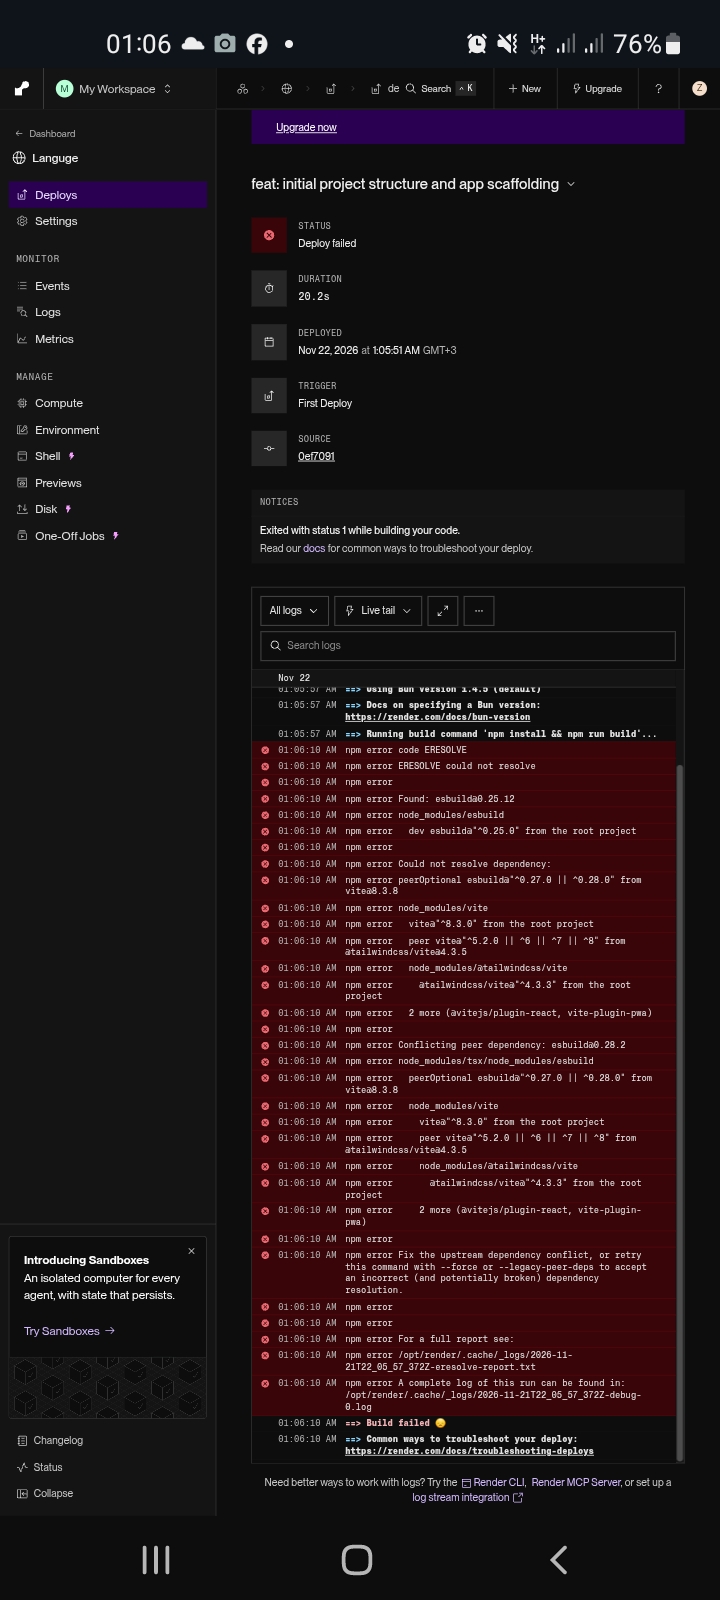 01:06
76%
M My Workspace
de
Search ^ K
+ New
Upgrade
?
Z
← Dashboard
Languge
Deploys
Settings
MONITOR
Events
Logs
Metrics
MANAGE
Compute
Environment
Shell
Previews
Disk
One-Off Jobs
Introducing Sandboxes
An isolated computer for every
agent, with state that persists.
Try Sandboxes →
Changelog
Status
Collapse
Upgrade now
feat: initial project structure and app scaffolding
STATUS
Deploy failed
DURATION
20.2s
DEPLOYED
Nov 22, 2026 at 1:05:51 AM GMT+3
TRIGGER
First Deploy
SOURCE
0ef7091
NOTICES
Exited with status 1 while building your code.
Read our docs for common ways to troubleshoot your deploy.
All logs
Live tail
Search logs
Nov 22
01:05:57 AM ==> Using Bun version 1.4.5 (default)
01:05:57 AM ==> Docs on specifying a Bun version:
https://render.com/docs/bun-version
01:05:57 AM ==> Running build command 'npm install && npm run build'...
01:06:10 AM npm error code ERESOLVE
01:06:10 AM npm error ERESOLVE could not resolve
01:06:10 AM npm error
01:06:10 AM npm error Found: esbuild@0.25.12
01:06:10 AM npm error node_modules/esbuild
01:06:10 AM npm error   dev esbuild@"^0.25.0" from the root project
01:06:10 AM npm error
01:06:10 AM npm error Could not resolve dependency:
01:06:10 AM npm error peerOptional esbuild@"^0.27.0 || ^0.28.0" from
vite@8.3.8
01:06:10 AM npm error node_modules/vite
01:06:10 AM npm error   vite@"^8.3.0" from the root project
01:06:10 AM npm error   peer vite@"^5.2.0 || ^6 || ^7 || ^8" from
@tailwindcss/vite@4.3.5
01:06:10 AM npm error   node_modules/@tailwindcss/vite
01:06:10 AM npm error     @tailwindcss/vite@"^4.3.3" from the root
project
01:06:10 AM npm error   2 more (@vitejs/plugin-react, vite-plugin-pwa)
01:06:10 AM npm error
01:06:10 AM npm error Conflicting peer dependency: esbuild@0.28.2
01:06:10 AM npm error node_modules/tsx/node_modules/esbuild
01:06:10 AM npm error   peerOptional esbuild@"^0.27.0 || ^0.28.0" from
vite@8.3.8
01:06:10 AM npm error   node_modules/vite
01:06:10 AM npm error     vite@"^8.3.0" from the root project
01:06:10 AM npm error     peer vite@"^5.2.0 || ^6 || ^7 || ^8" from
@tailwindcss/vite@4.3.5
01:06:10 AM npm error     node_modules/@tailwindcss/vite
01:06:10 AM npm error       @tailwindcss/vite@"^4.3.3" from the root
project
01:06:10 AM npm error     2 more (@vitejs/plugin-react, vite-plugin-
pwa)
01:06:10 AM npm error
01:06:10 AM npm error Fix the upstream dependency conflict, or retry
this command with --force or --legacy-peer-deps to accept
an incorrect (and potentially broken) dependency
resolution.
01:06:10 AM npm error
01:06:10 AM npm error
01:06:10 AM npm error For a full report see:
01:06:10 AM npm error /opt/render/.cache/_logs/2026-11-
21T22_05_57_372Z-eresolve-report.txt
01:06:10 AM npm error A complete log of this run can be found in:
/opt/render/.cache/_logs/2026-11-21T22_05_57_372Z-debug-
0.log
01:06:10 AM ==> Build failed 😞
01:06:10 AM ==> Common ways to troubleshoot your deploy:
https://render.com/docs/troubleshooting-deploys
Need better ways to work with logs? Try the Render CLI, Render MCP Server, or set up a
log stream integration